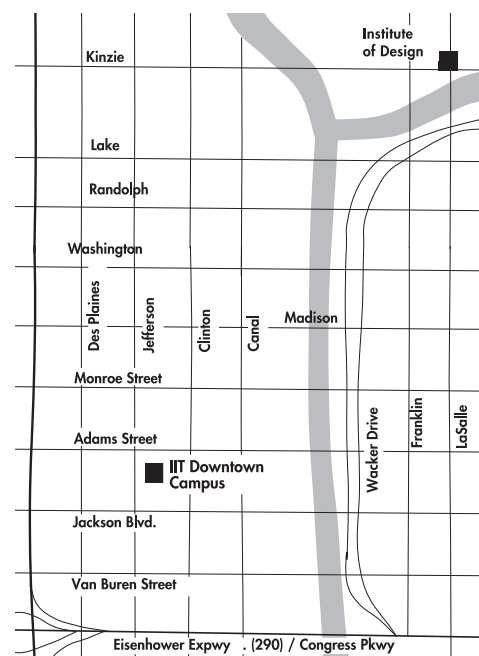 Institute
of Design
Kinzie
Lake
Randolph
Washington
Des Plaines
Jefferson
Clinton
Canal
Madison
Monroe Street
Wacker Drive
Franklin
LaSalle
Adams Street
IIT Downtown
Campus
Jackson Blvd.
Van Buren Street
Eisenhower Expwy . (290) / Congress Pkwy